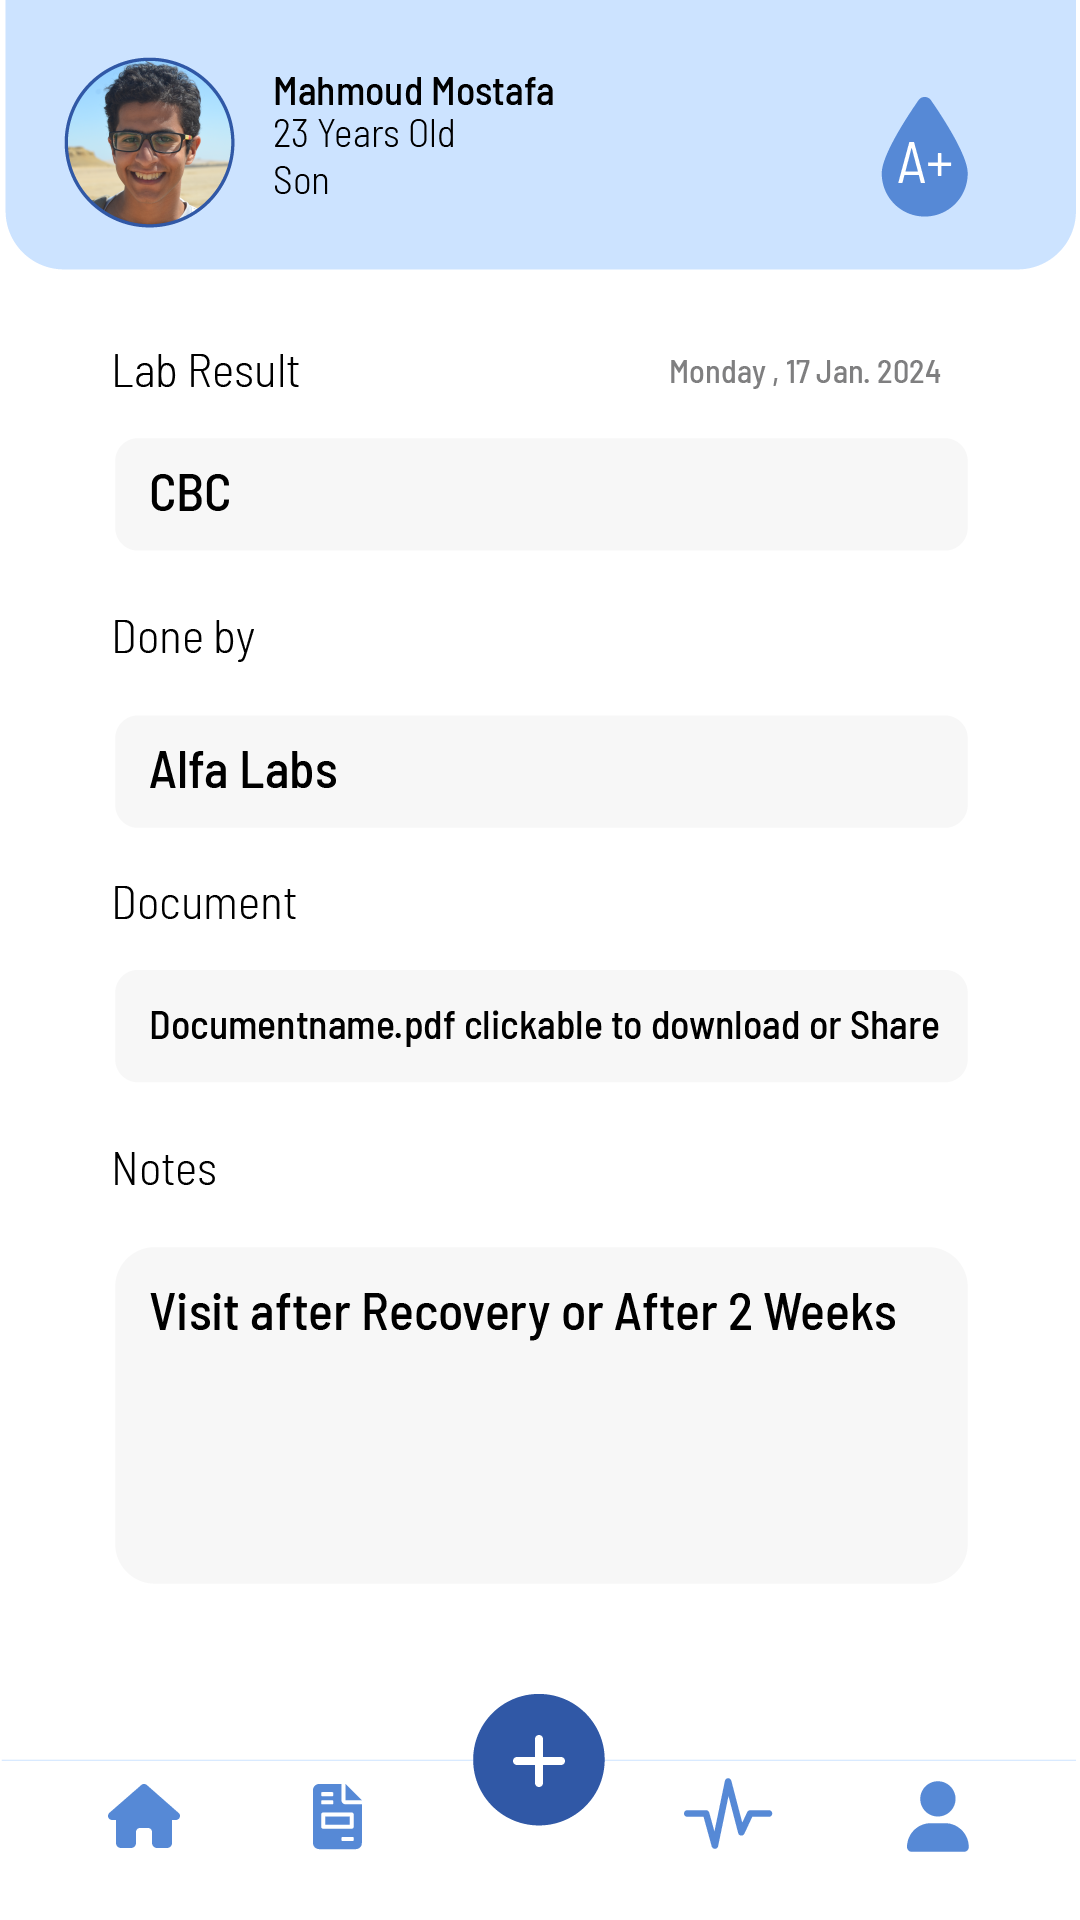 Mahmoud Mostafa
23 Years Old
Son
A+
Lab Result
Monday , 17 Jan. 2024
CBC
Done by
Alfa Labs
Document
Documentname.pdf clickable to download or Share
Notes
Visit after Recovery or After 2 Weeks